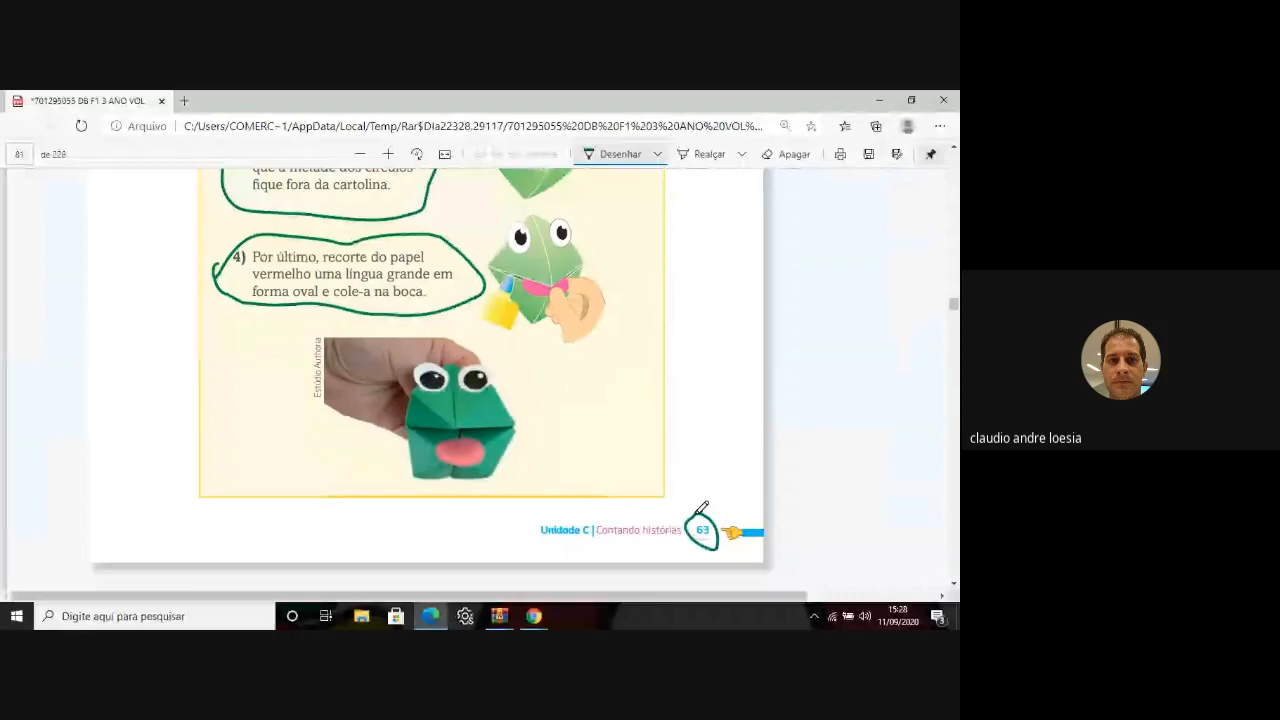 *701295055 DB F1 3 ANO VOL
Arquivo
C:/Users/COMERC~1/AppData/Local/Temp/Rar$DIa22328.29117/701295055%20DB%20F1%203%20ANO%20VOL%...
81 de 228
Desenhar
Realçar
Apagar
que a metade dos círculos
fique fora da cartolina.
4) Por último, recorte do papel
vermelho uma língua grande em
forma oval e cole-a na boca.
Estúdio Authoria
claudio andre loesia
Unidade C | Contando histórias 63
Digite aqui para pesquisar
15:28
11/09/2020
3